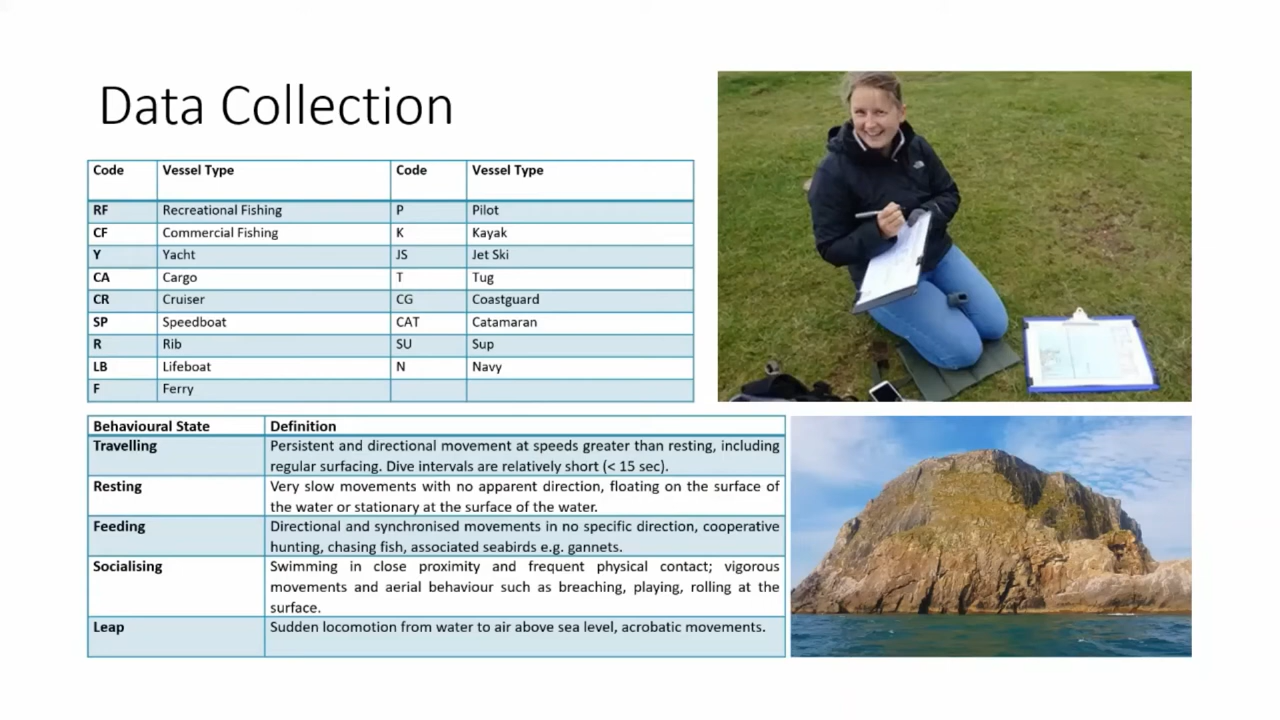 Data Collection
Code Vessel Type Code Vessel Type
RF Recreational Fishing P Pilot
CF Commercial Fishing K Kayak
Y Yacht JS Jet Ski
CA Cargo T Tug
CR Cruiser CG Coastguard
SP Speedboat CAT Catamaran
R Rib SU Sup
LB Lifeboat N Navy
F Ferry
Behavioural State Definition
Travelling Persistent and directional movement at speeds greater than resting, including
regular surfacing. Dive intervals are relatively short (< 15 sec).
Resting Very slow movements with no apparent direction, floating on the surface of
the water or stationary at the surface of the water.
Feeding Directional and synchronised movements in no specific direction, cooperative
hunting, chasing fish, associated seabirds e.g. gannets.
Socialising Swimming in close proximity and frequent physical contact; vigorous
movements and aerial behaviour such as breaching, playing, rolling at the
surface.
Leap Sudden locomotion from water to air above sea level, acrobatic movements.